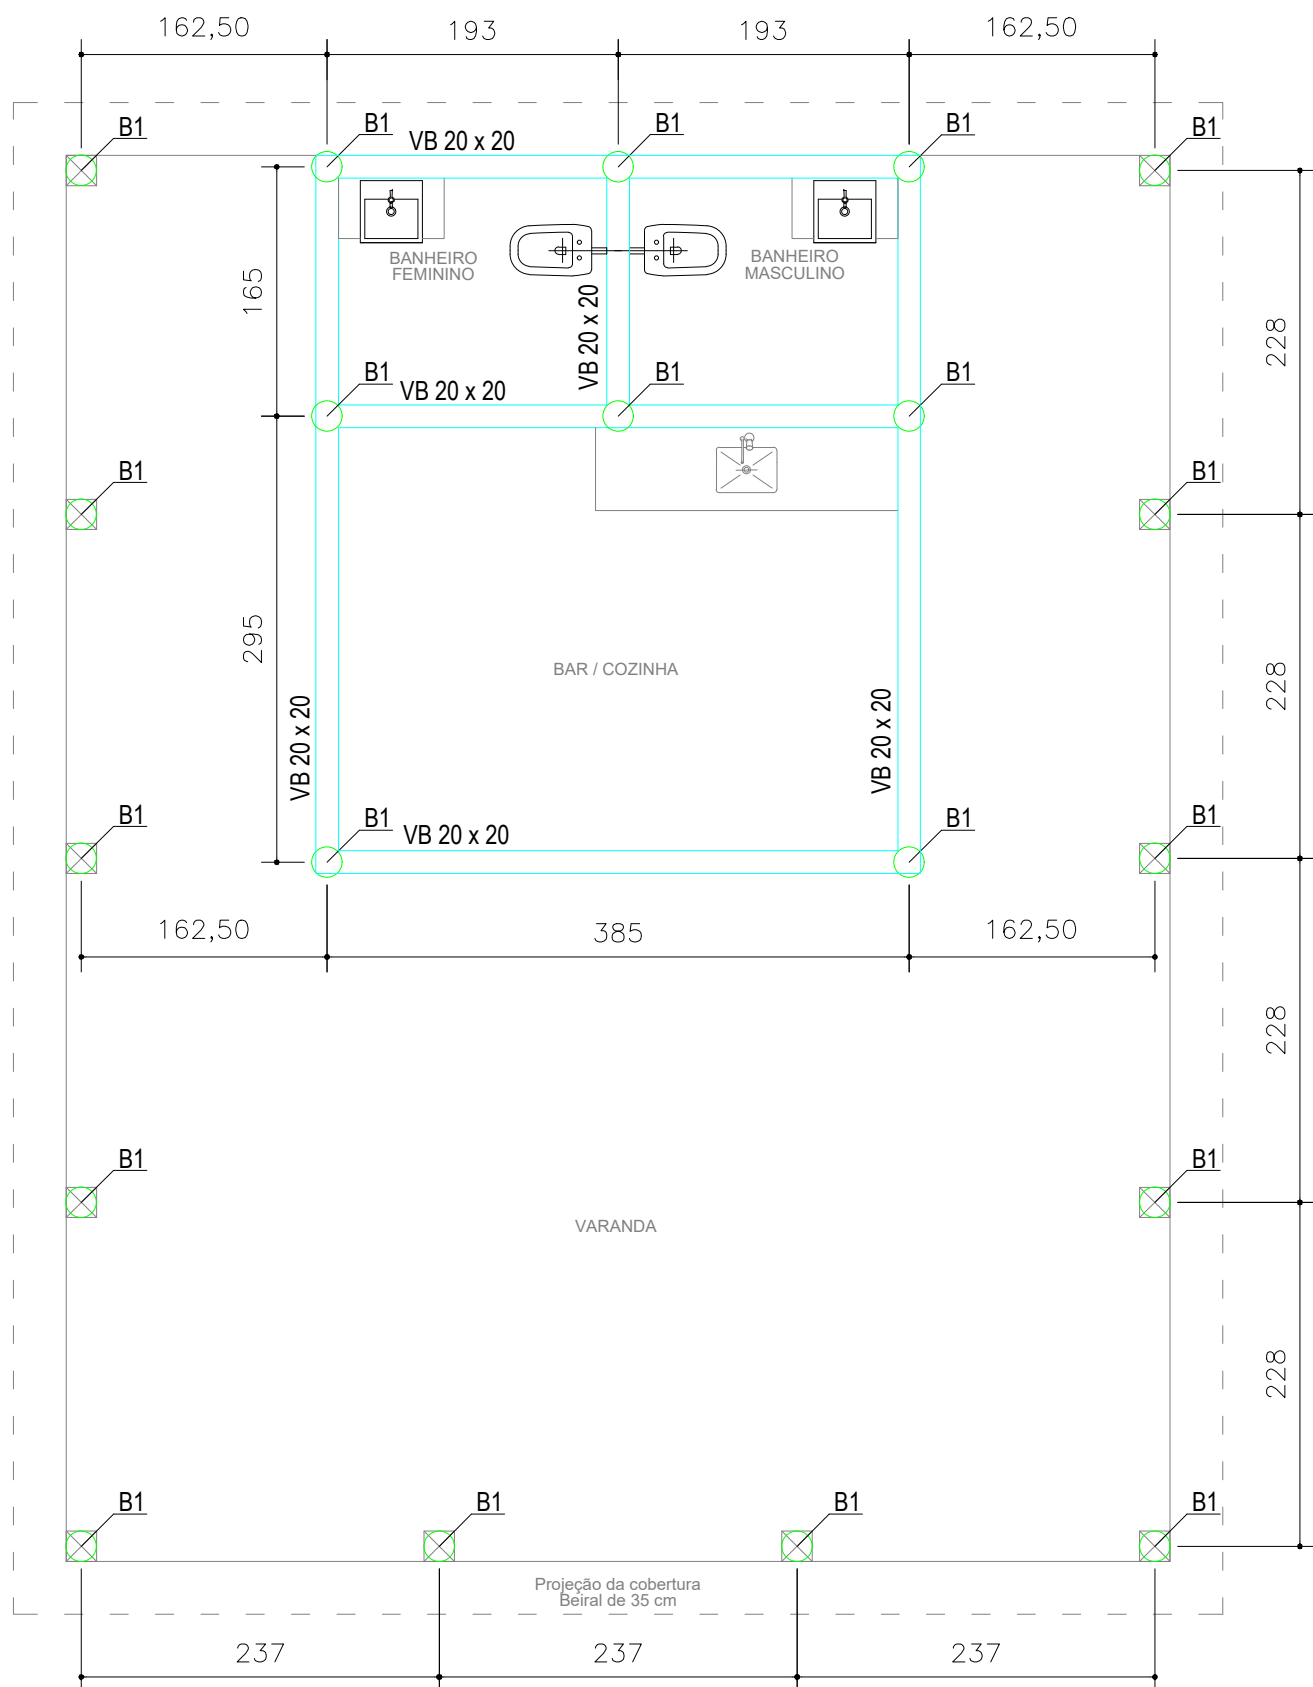 162,50
193
193
162,50
B1
B1
B1
B1
B1
VB 20 x 20
BANHEIRO
FEMININO
BANHEIRO
MASCULINO
165
VB 20 x 20
228
B1
VB 20 x 20
B1
B1
B1
B1
295
BAR / COZINHA
228
VB 20 x 20
VB 20 x 20
B1
B1
VB 20 x 20
B1
B1
162,50
385
162,50
228
B1
B1
VARANDA
228
B1
B1
B1
B1
Projeção da cobertura
Beiral de 35 cm
237
237
237